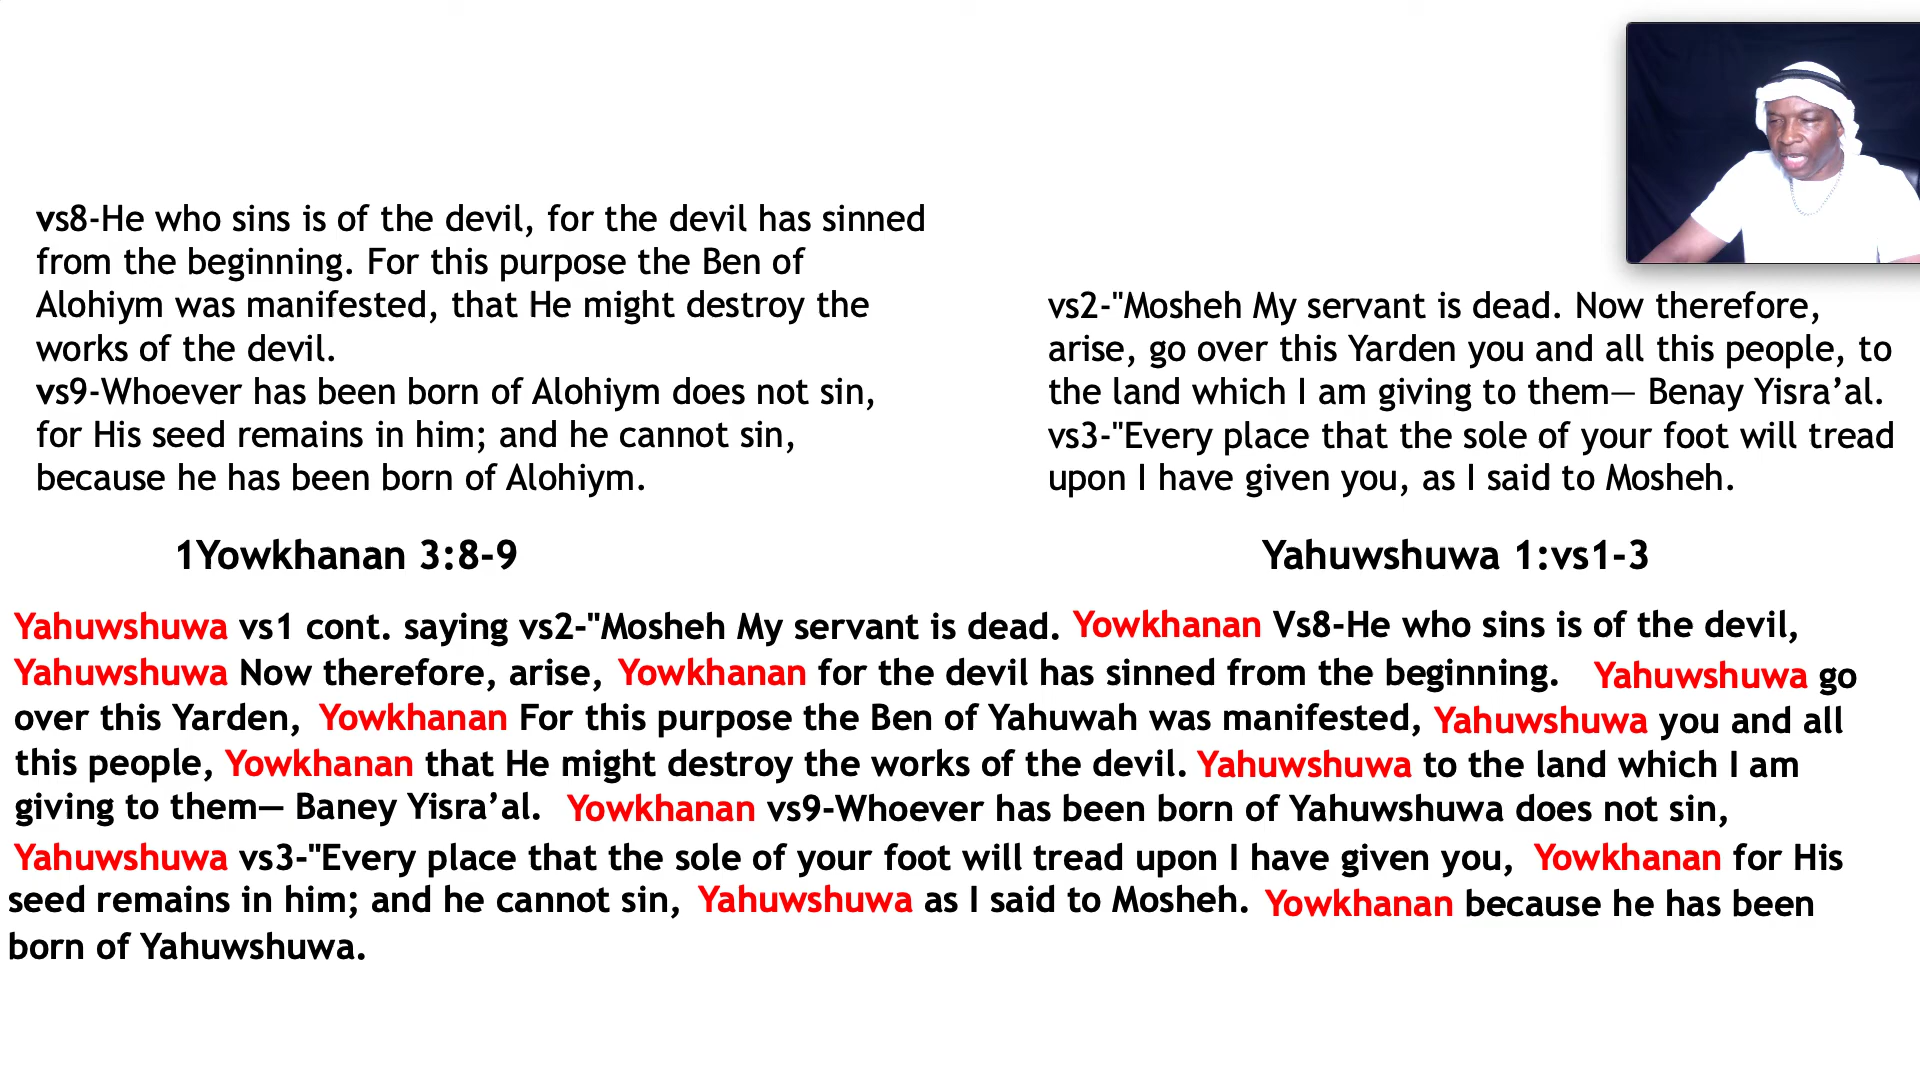 vs8-He who sins is of the devil, for the devil has sinned
from the beginning. For this purpose the Ben of
Alohiym was manifested, that He might destroy the
works of the devil.
vs9-Whoever has been born of Alohiym does not sin,
for His seed remains in him; and he cannot sin,
because he has been born of Alohiym.
1Yowkhanan 3:8-9
vs2-"Mosheh My servant is dead. Now therefore,
arise, go over this Yarden you and all this people, to
the land which I am giving to them— Benay Yisra’al.
vs3-"Every place that the sole of your foot will tread
upon I have given you, as I said to Mosheh.
Yahuwshuwa 1:vs1-3
Yahuwshuwa vs1 cont. saying vs2-"Mosheh My servant is dead. Yowkhanan Vs8-He who sins is of the devil,
Yahuwshuwa Now therefore, arise, Yowkhanan for the devil has sinned from the beginning. Yahuwshuwa go
over this Yarden, Yowkhanan For this purpose the Ben of Yahuwah was manifested, Yahuwshuwa you and all
this people, Yowkhanan that He might destroy the works of the devil. Yahuwshuwa to the land which I am
giving to them— Baney Yisra’al. Yowkhanan vs9-Whoever has been born of Yahuwshuwa does not sin,
Yahuwshuwa vs3-"Every place that the sole of your foot will tread upon I have given you, Yowkhanan for His
seed remains in him; and he cannot sin, Yahuwshuwa as I said to Mosheh. Yowkhanan because he has been
born of Yahuwshuwa.